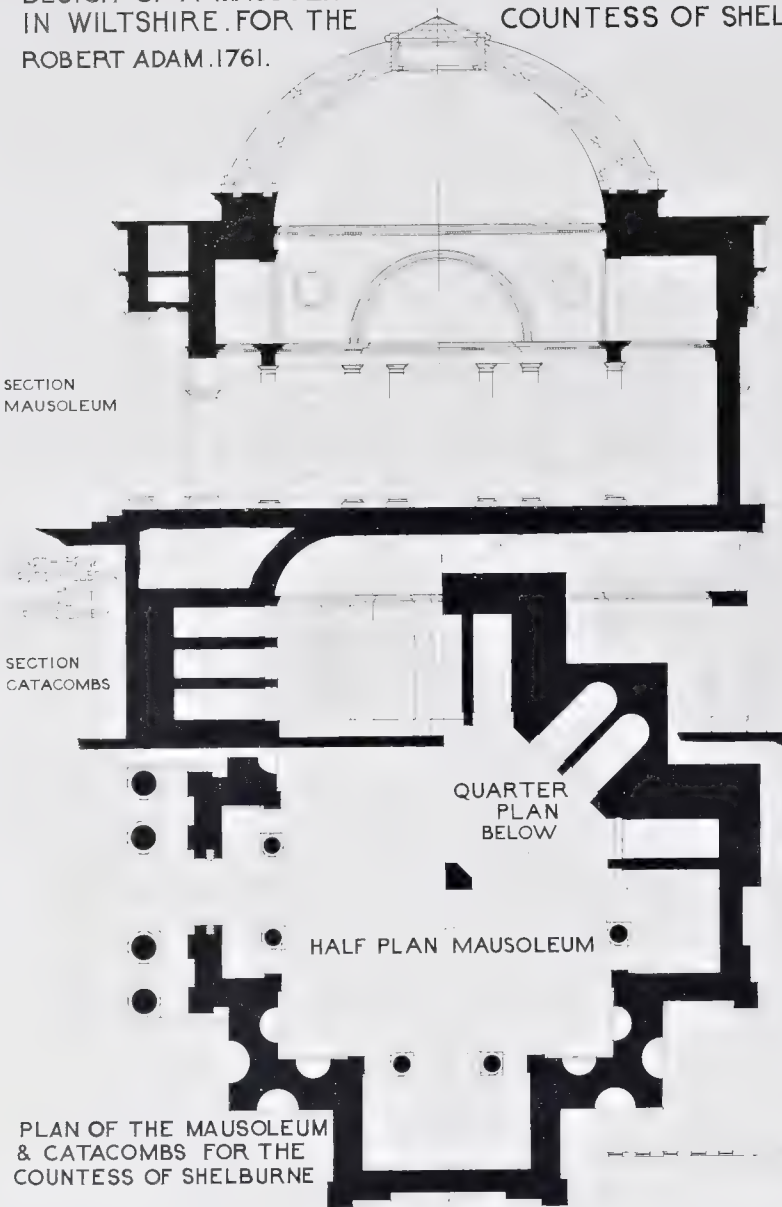 IN WILTSHIRE. FOR THE
COUNTESS OF SHEL
ROBERT ADAM. 1761.
SECTION
MAUSOLEUM
SECTION
CATACOMBS
QUARTER
PLAN
BELOW
HALF PLAN MAUSOLEUM
PLAN OF THE MAUSOLEUM
& CATACOMBS FOR THE
COUNTESS OF SHELBURNE